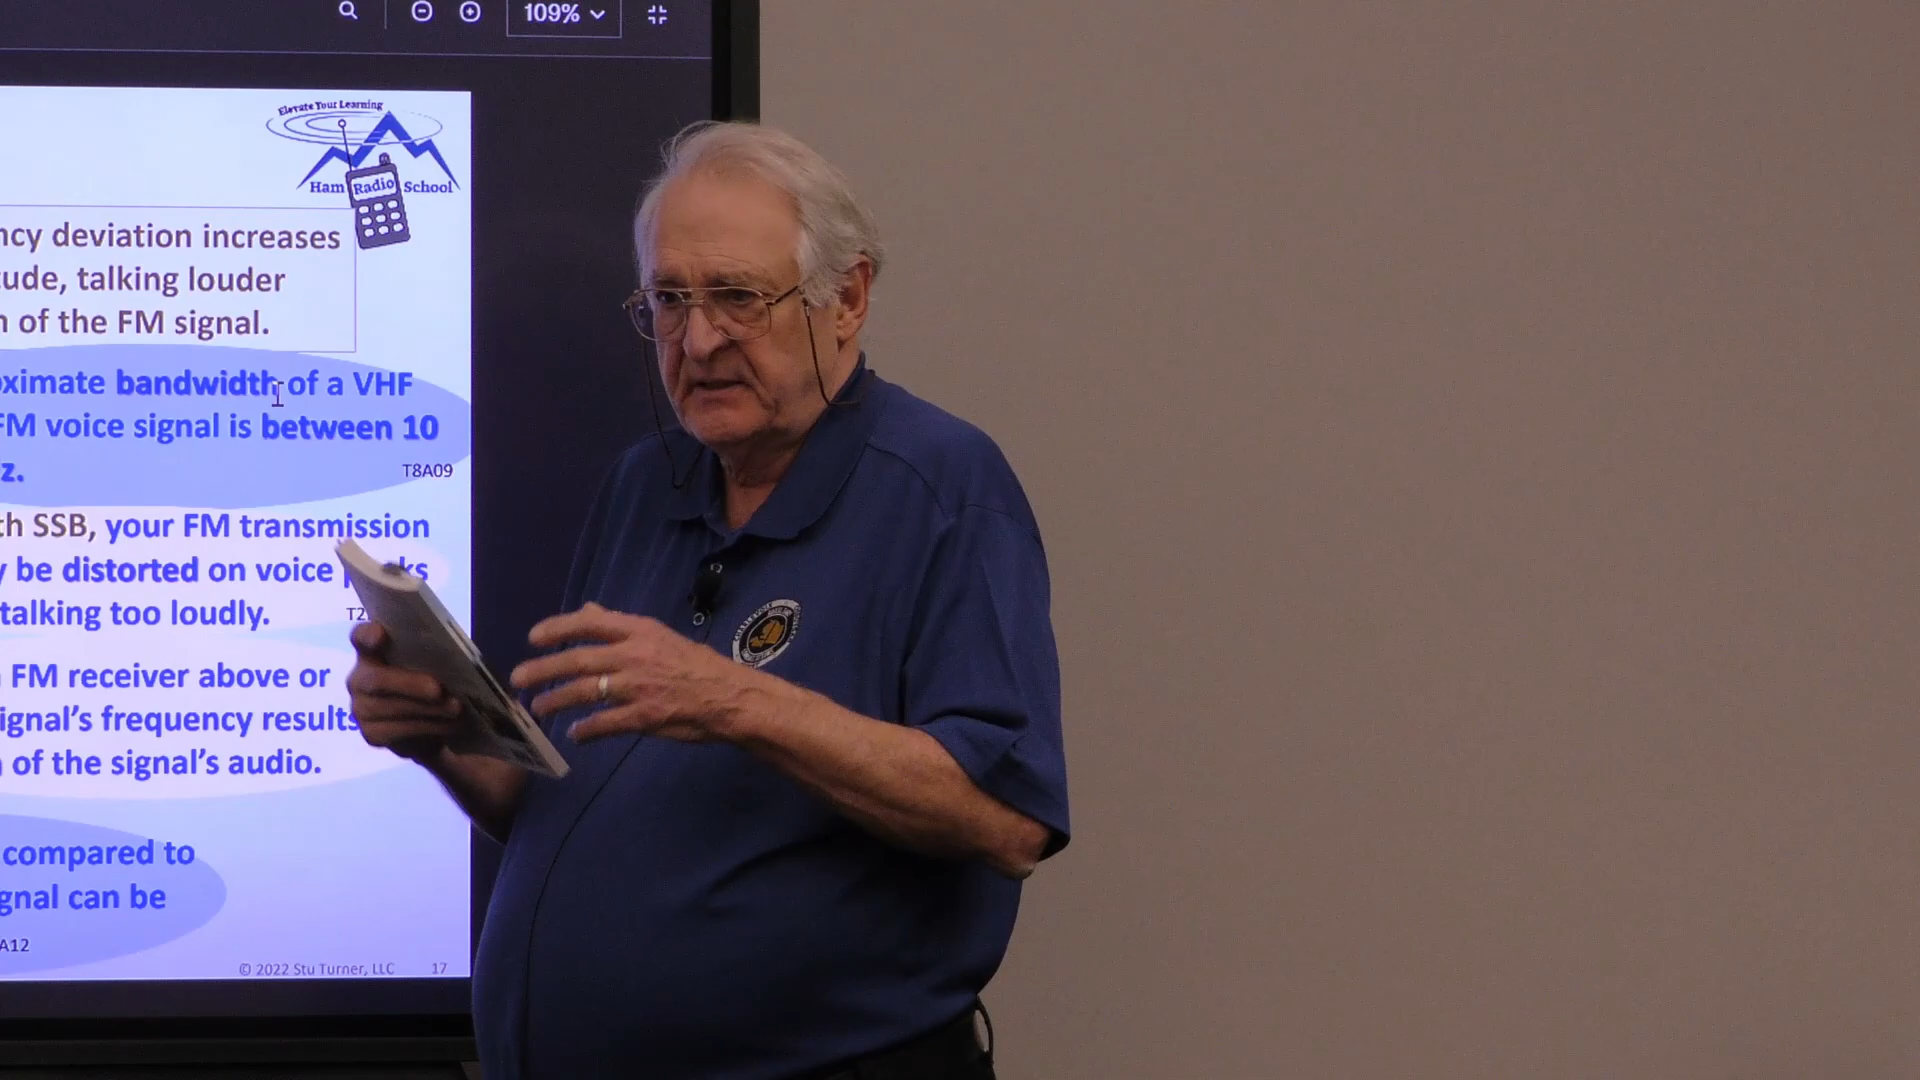 109%
Elevate Your Learning
Ham Radio School
ncy deviation increases
tude, talking louder
of the FM signal.
ximate bandwidth of a VHF
FM voice signal is between 10
z.
T8A09
th SSB, your FM transmission
y be distorted on voice
talking too loudly.
T2
FM receiver above or
ignal's frequency results
of the signal's audio.
compared to
gnal can be
A12
© 2022 Stu Turner, LLC 17